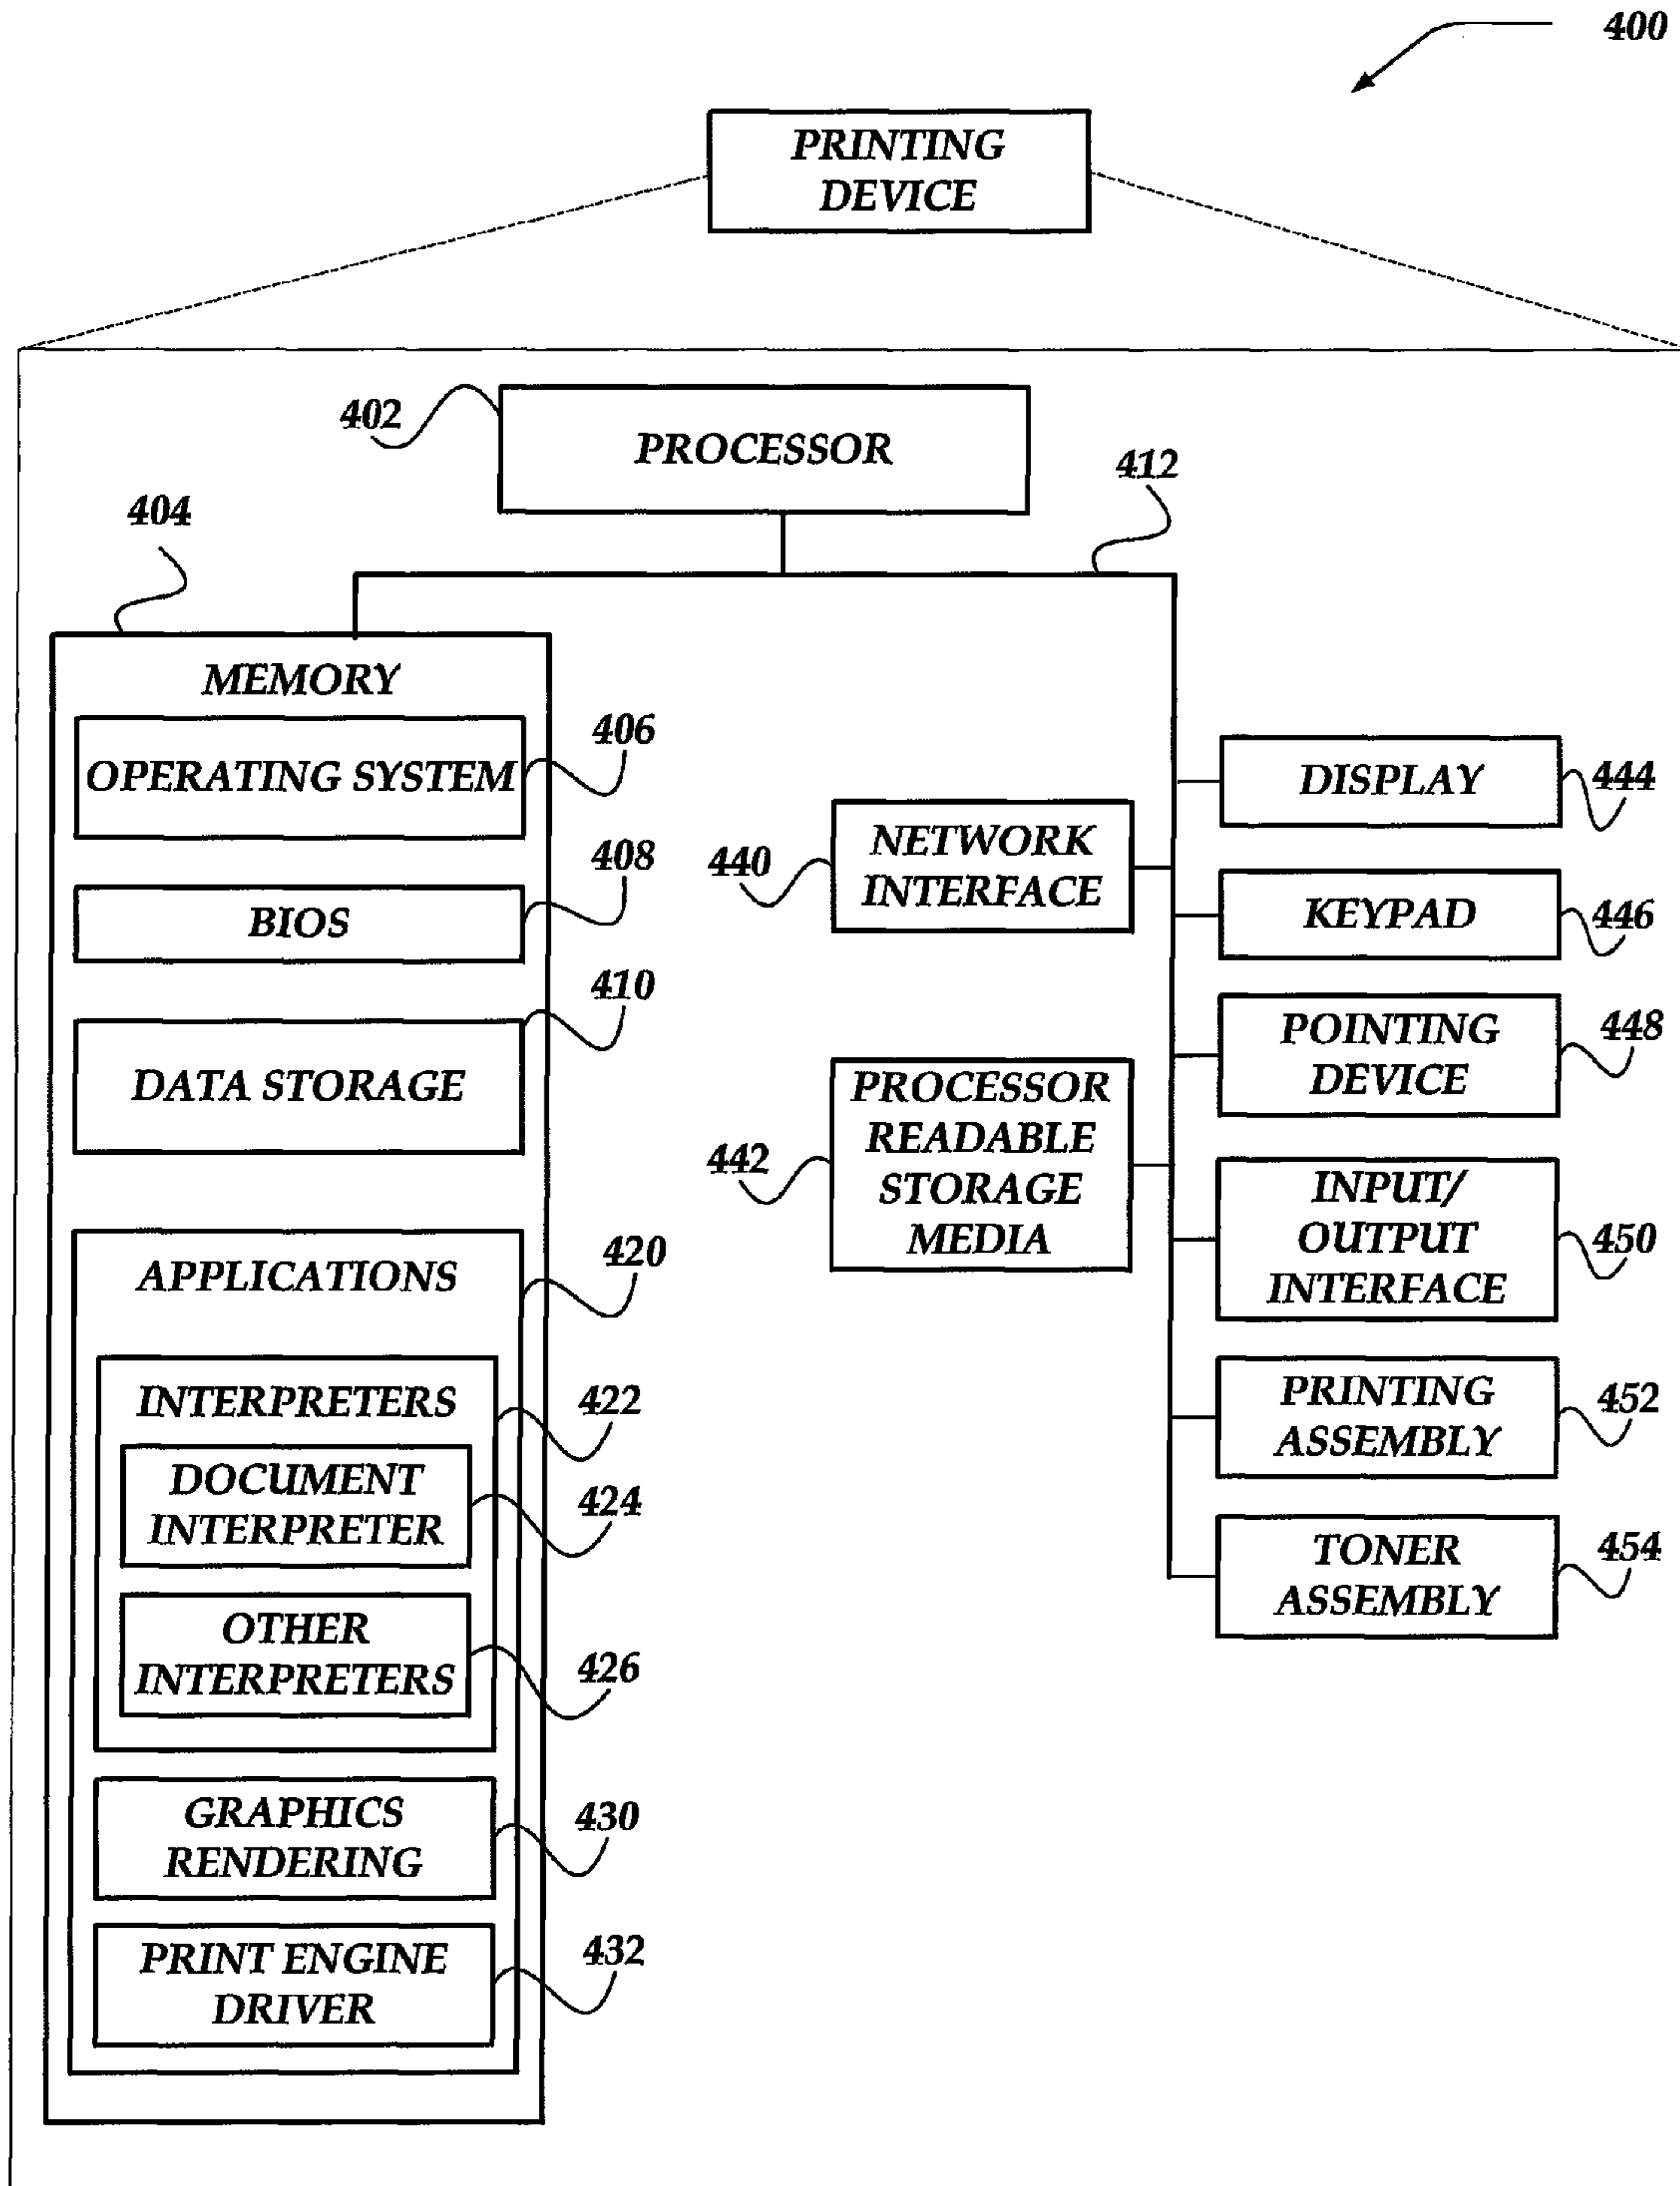 400
PRINTING
DEVICE
402
PROCESSOR
412
404
MEMORY
OPERATING SYSTEM
406
BIOS
408
DATA STORAGE
410
APPLICATIONS
420
INTERPRETERS
422
DOCUMENT
INTERPRETER
424
OTHER
INTERPRETERS
426
GRAPHICS
RENDERING
430
PRINT ENGINE
DRIVER
432
440
NETWORK
INTERFACE
442
PROCESSOR
READABLE
STORAGE
MEDIA
DISPLAY
444
KEYPAD
446
POINTING
DEVICE
448
INPUT/
OUTPUT
INTERFACE
450
PRINTING
ASSEMBLY
452
TONER
ASSEMBLY
454